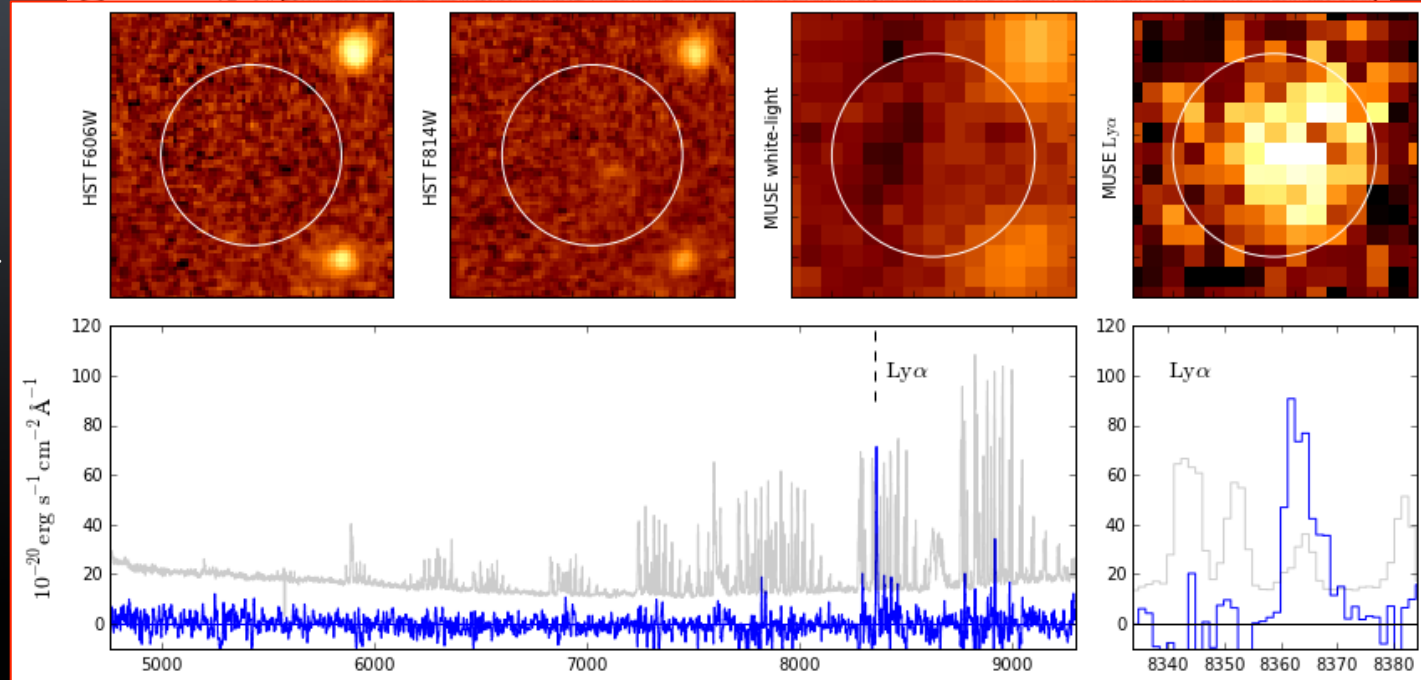 HST F606W
HST F814W
MUSE white-light
MUSE Lyα
120
100
80
60
40
20
0
10⁻²⁰ erg s⁻¹ cm⁻² Å⁻¹
Lyα
5000 6000 7000 8000 9000
120
100
80
60
40
20
0
Lyα
8340 8350 8360 8370 8380